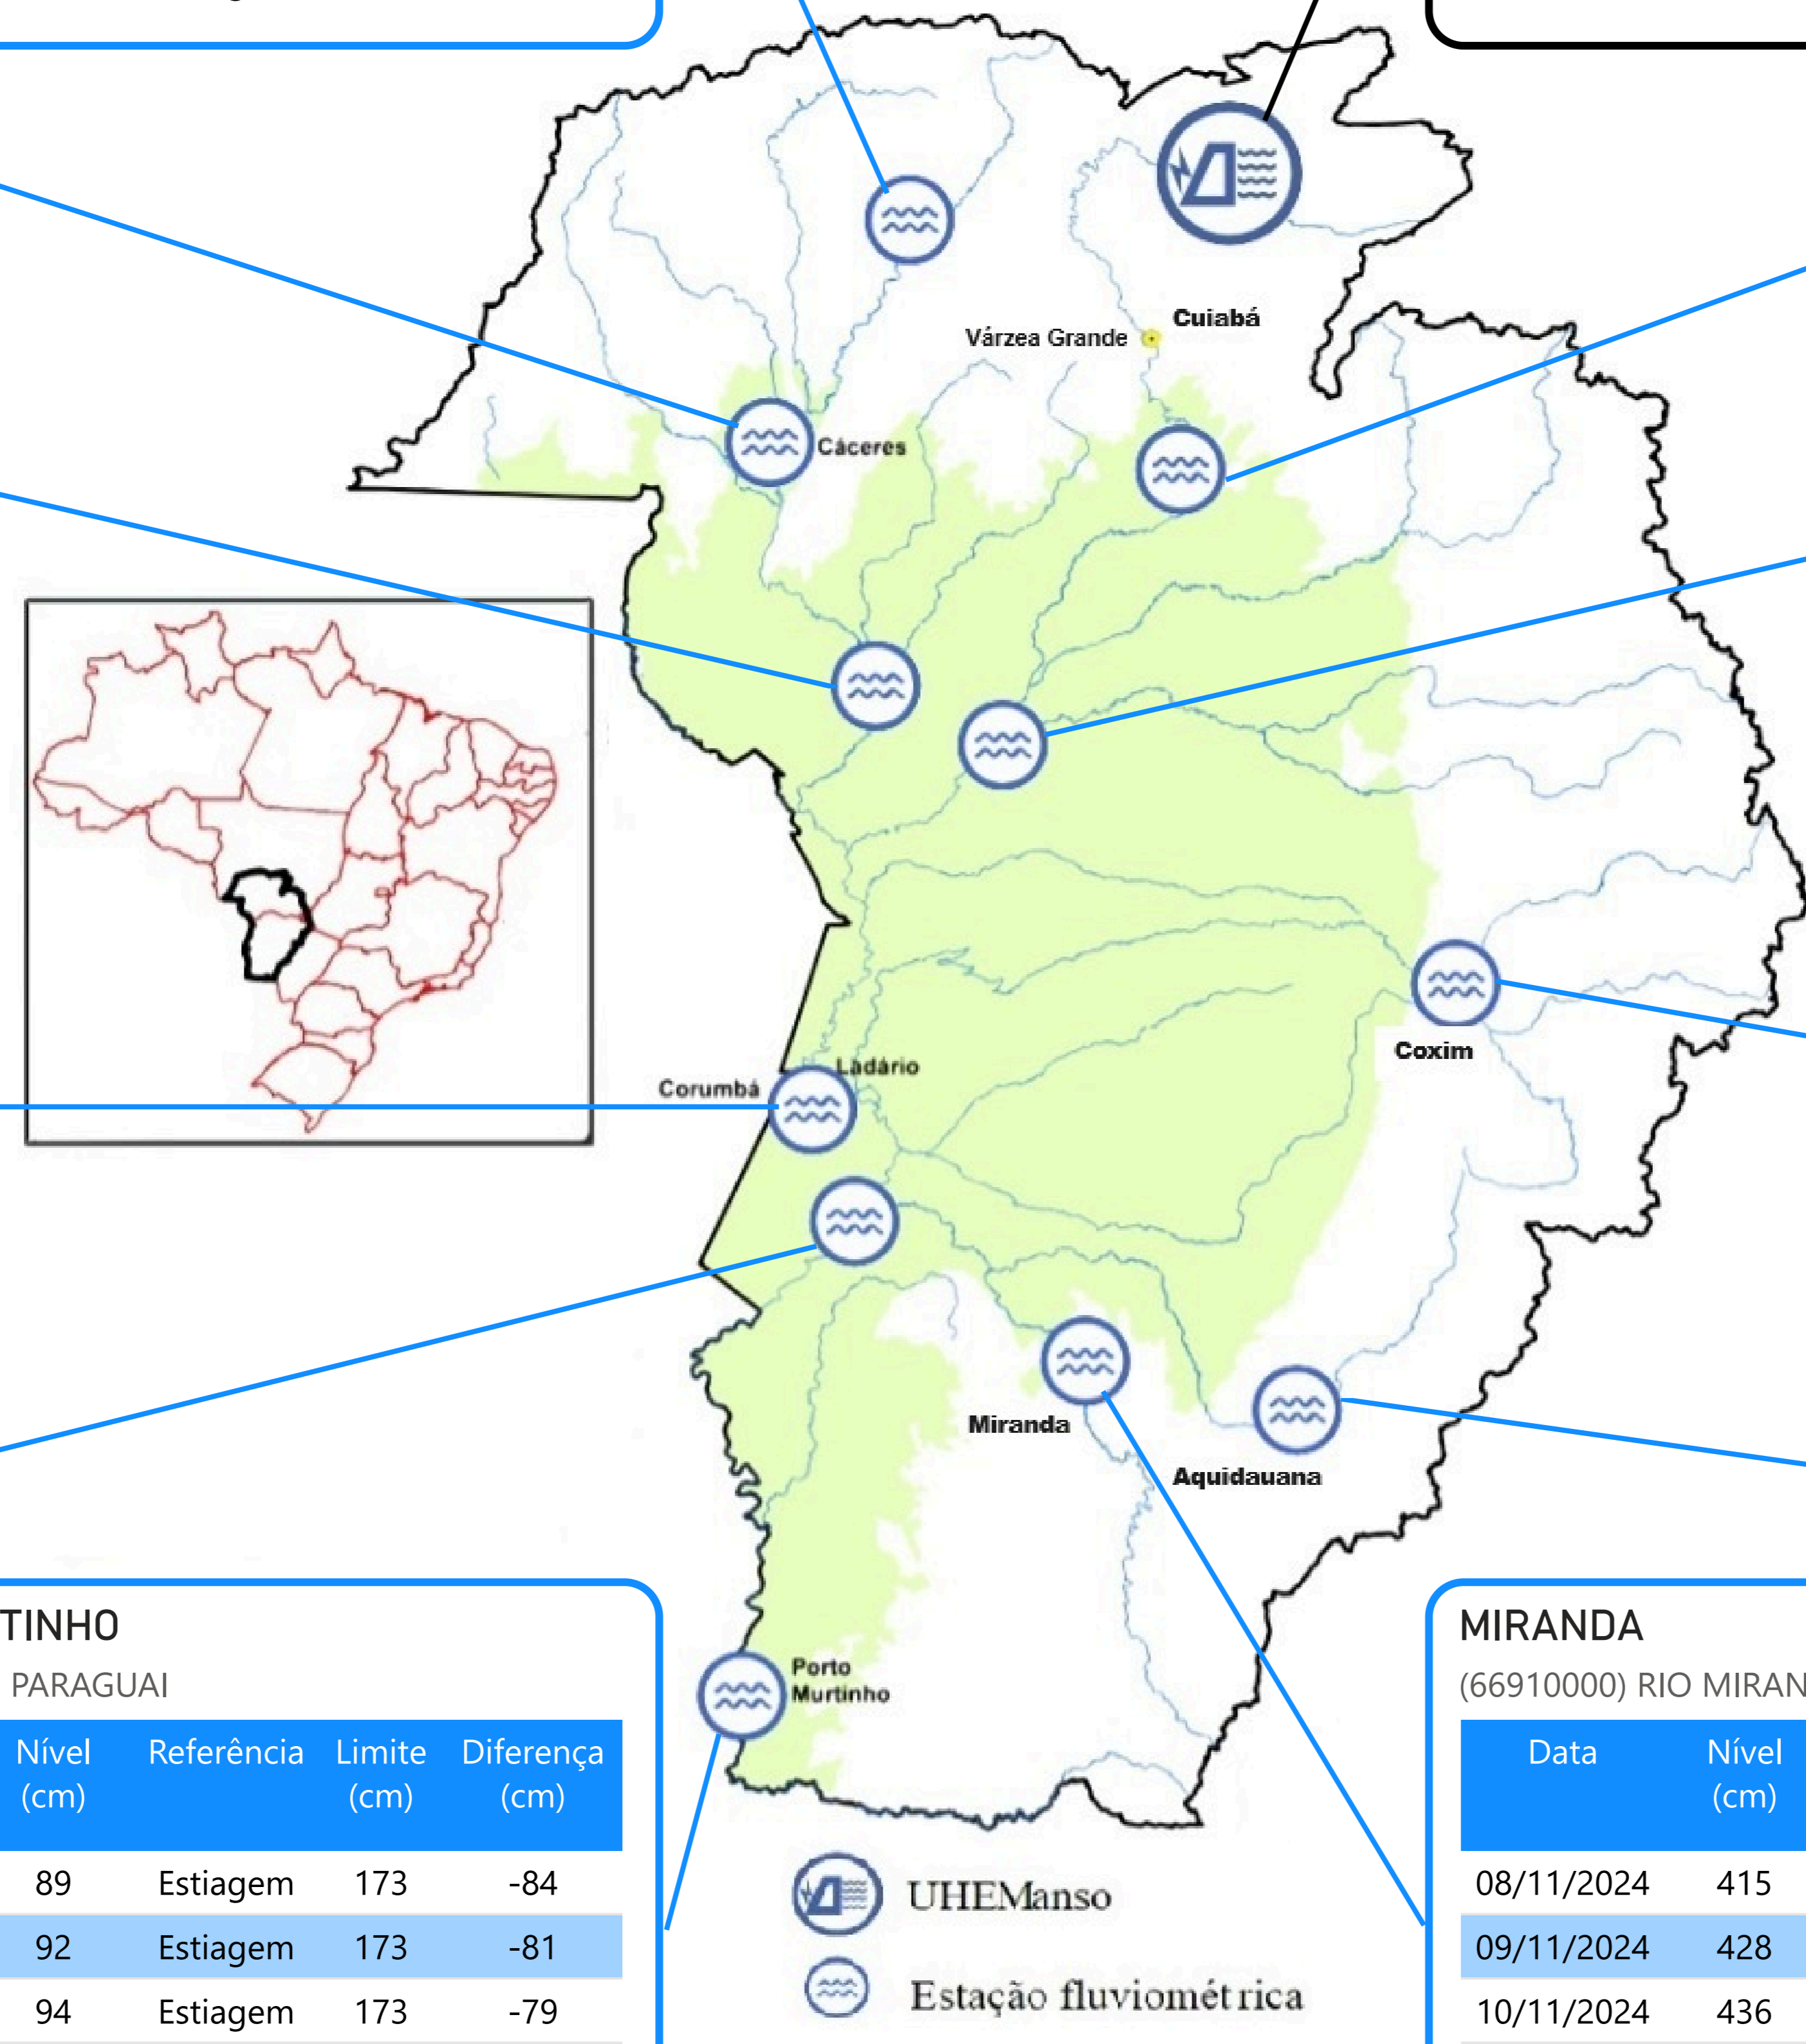 Cuiabá
Várzea Grande
Cáceres
Coxim
Ladário
Corumbá
Miranda
Aquidauana
Porto
Murtinho
TINHO
PARAGUAI
Nível (cm) Referência Limite (cm) Diferença (cm)
89 Estiagem 173 -84
92 Estiagem 173 -81
94 Estiagem 173 -79
UHEManso
Estação fluviométrica
MIRANDA
(66910000) RIO MIRAN
Data Nível (cm)
08/11/2024 415
09/11/2024 428
10/11/2024 436